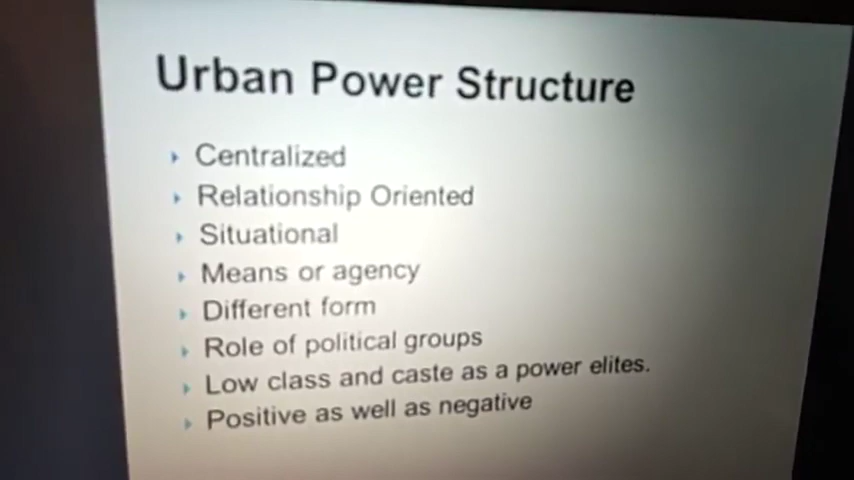 Urban Power Structure
Centralized
Relationship Oriented
Situational
Means or agency
Different form
Role of political groups
Low class and caste as a power elites.
Positive as well as negative